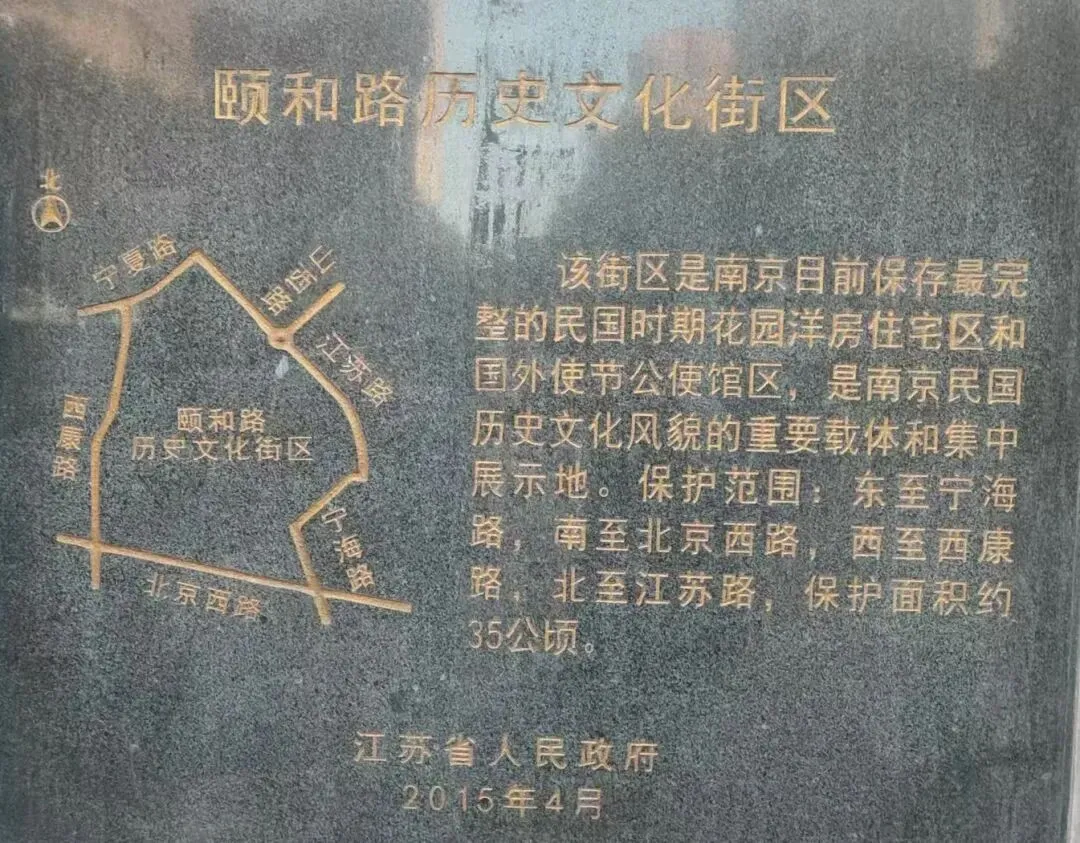 颐和路历史文化街区
北
宁夏路
江苏路
西康路
颐和路
历史文化街区
宁海路
北京西路
该街区是南京目前保存最完
整的民国时期花园洋房住宅区和
国外使节公使馆区，是南京民国
历史文化风貌的重要载体和集中
展示地。保护范围：东至宁海
路，南至北京西路，西至西康
路，北至江苏路，保护面积约
35公顷。
江苏省人民政府
2015年4月